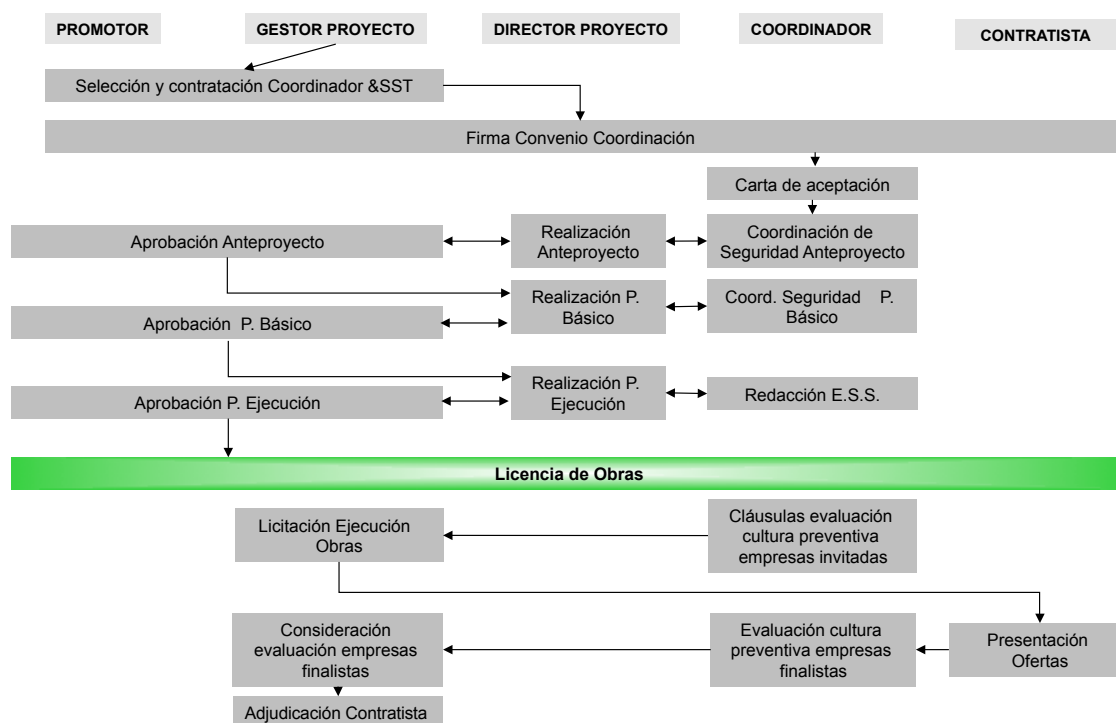 PROMOTOR
GESTOR PROYECTO
DIRECTOR PROYECTO
COORDINADOR
CONTRATISTA
Selección y contratación Coordinador &SST
Firma Convenio Coordinación
Carta de aceptación
Aprobación Anteproyecto
Realización
Anteproyecto
Coordinación de
Seguridad Anteproyecto
Realización P.
Básico
Coord. Seguridad P.
Básico
Aprobación P. Básico
Realización P.
Ejecución
Redacción E.S.S.
Aprobación P. Ejecución
Licencia de Obras
Licitación Ejecución
Obras
Cláusulas evaluación
cultura preventiva
empresas invitadas
Consideración
evaluación empresas
finalistas
Evaluación cultura
preventiva empresas
finalistas
Presentación
Ofertas
Adjudicación Contratista